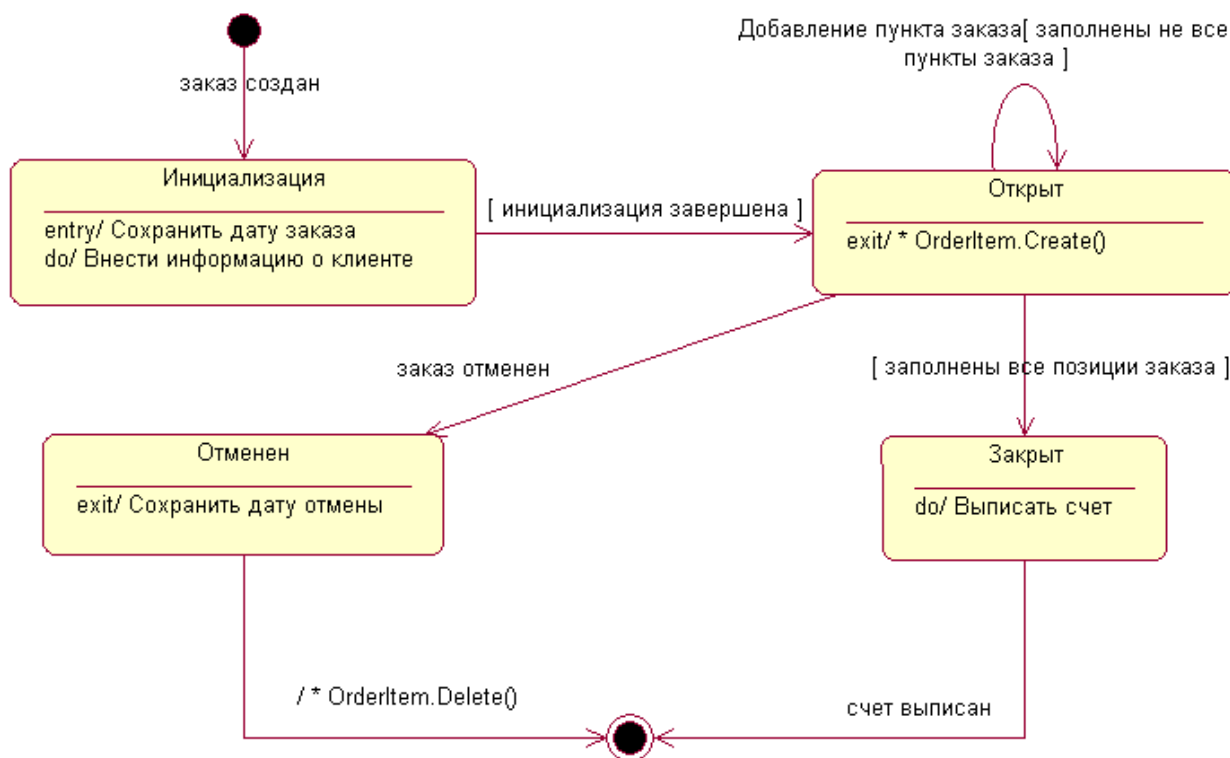 Добавление пункта заказа[ заполнены не все
пункты заказа ]
заказ создан
Инициализация
entry/ Сохранить дату заказа
do/ Внести информацию о клиенте
[ инициализация завершена ]
Открыт
exit/ * OrderItem.Create()
заказ отменен
[ заполнены все позиции заказа ]
Отменен
exit/ Сохранить дату отмены
Закрыт
do/ Выписать счет
/ * OrderItem.Delete()
счет выписан